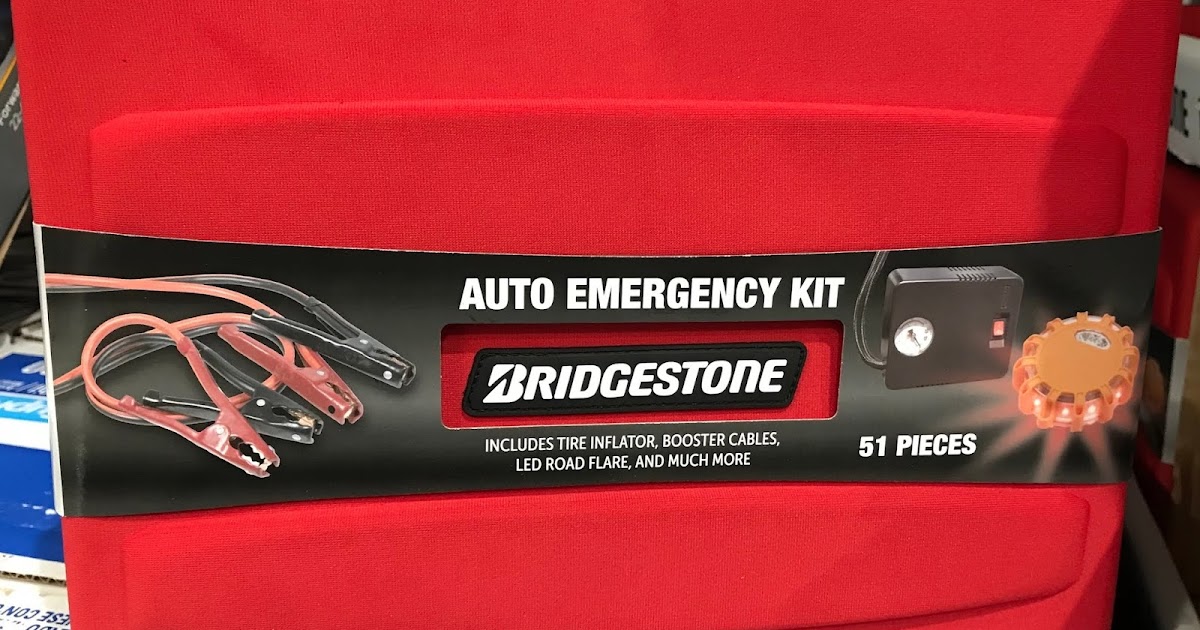 AUTO EMERGENCY KIT
BRIDGESTONE
INCLUDES TIRE INFLATOR, BOOSTER CABLES,
LED ROAD FLARE, AND MUCH MORE
51 PIECES